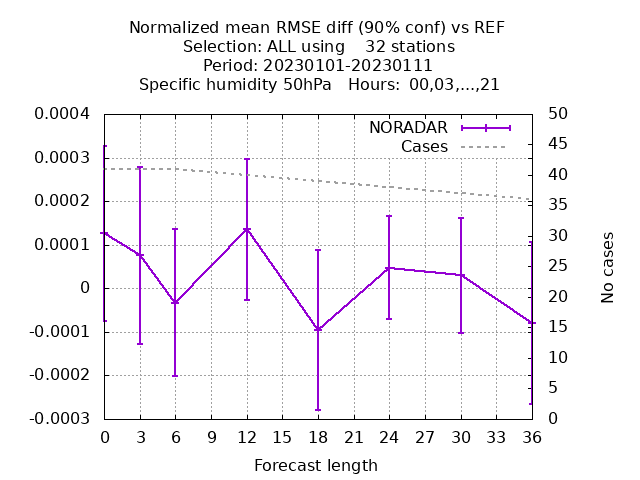 Normalized mean RMSE diff (90% conf) vs REF
Selection: ALL using    32 stations
Period: 20230101-20230111
Specific humidity 50hPa   Hours: 00,03,...,21
NORADAR
Cases
0.0004
0.0003
0.0002
0.0001
0
-0.0001
-0.0002
-0.0003
50
45
40
35
30
25
20
15
10
5
0
No cases
0 3 6 9 12 15 18 21 24 27 30 33 36
Forecast length